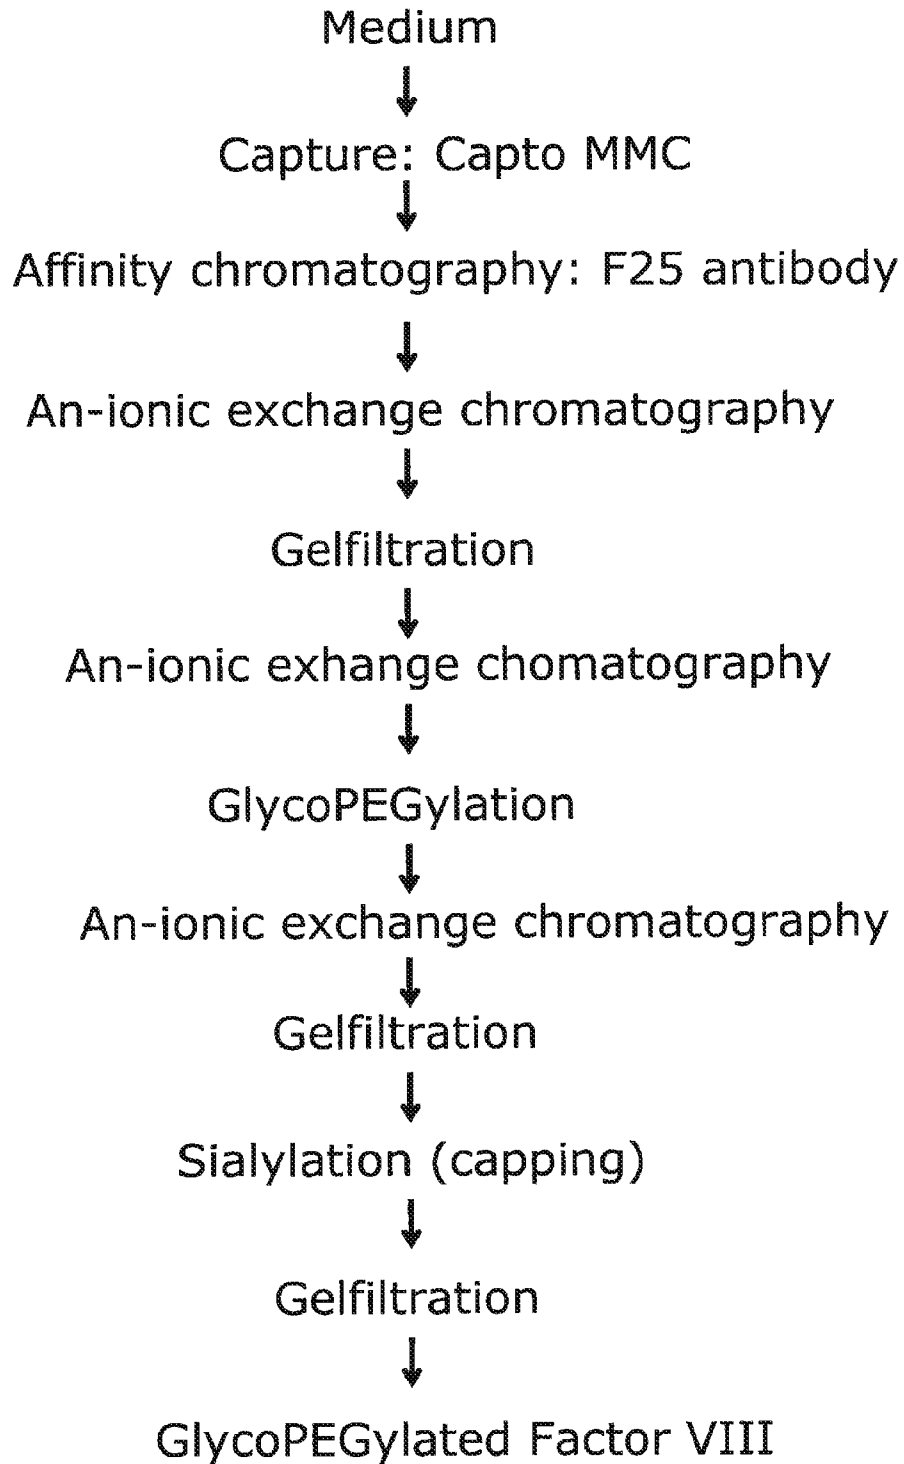 Medium
Capture: Capto MMC
Affinity chromatography: F25 antibody
An-ionic exchange chromatography
Gelfiltration
An-ionic exhange chomatography
GlycoPEGylation
An-ionic exchange chromatography
Gelfiltration
Sialylation (capping)
Gelfiltration
GlycoPEGylated Factor VIII